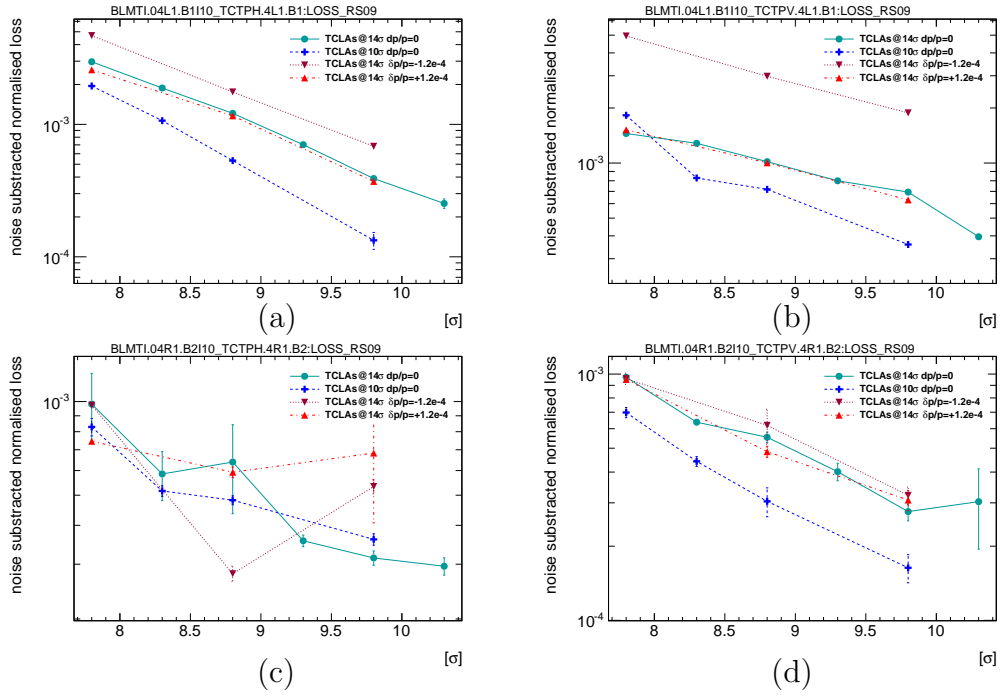 BLMTI.04L1.B1I10_TCTPH.4L1.B1:LOSS_RS09
noise substracted normalised loss
TCLAs@14σ dp/p=0
TCLAs@10σ dp/p=0
TCLAs@14σ δp/p=-1.2e-4
TCLAs@14σ δp/p=+1.2e-4
10⁻³
10⁻⁴
8 8.5 9 9.5 10
[σ]
(a)
BLMTI.04L1.B1I10_TCTPV.4L1.B1:LOSS_RS09
noise substracted normalised loss
TCLAs@14σ dp/p=0
TCLAs@10σ dp/p=0
TCLAs@14σ δp/p=-1.2e-4
TCLAs@14σ δp/p=+1.2e-4
10⁻³
8 8.5 9 9.5 10
[σ]
(b)
BLMTI.04R1.B2I10_TCTPH.4R1.B2:LOSS_RS09
noise substracted normalised loss
TCLAs@14σ dp/p=0
TCLAs@10σ dp/p=0
TCLAs@14σ δp/p=-1.2e-4
TCLAs@14σ δp/p=+1.2e-4
10⁻³
8 8.5 9 9.5 10
[σ]
(c)
BLMTI.04R1.B2I10_TCTPV.4R1.B2:LOSS_RS09
noise substracted normalised loss
TCLAs@14σ dp/p=0
TCLAs@10σ dp/p=0
TCLAs@14σ δp/p=-1.2e-4
TCLAs@14σ δp/p=+1.2e-4
10⁻³
10⁻⁴
8 8.5 9 9.5 10
[σ]
(d)